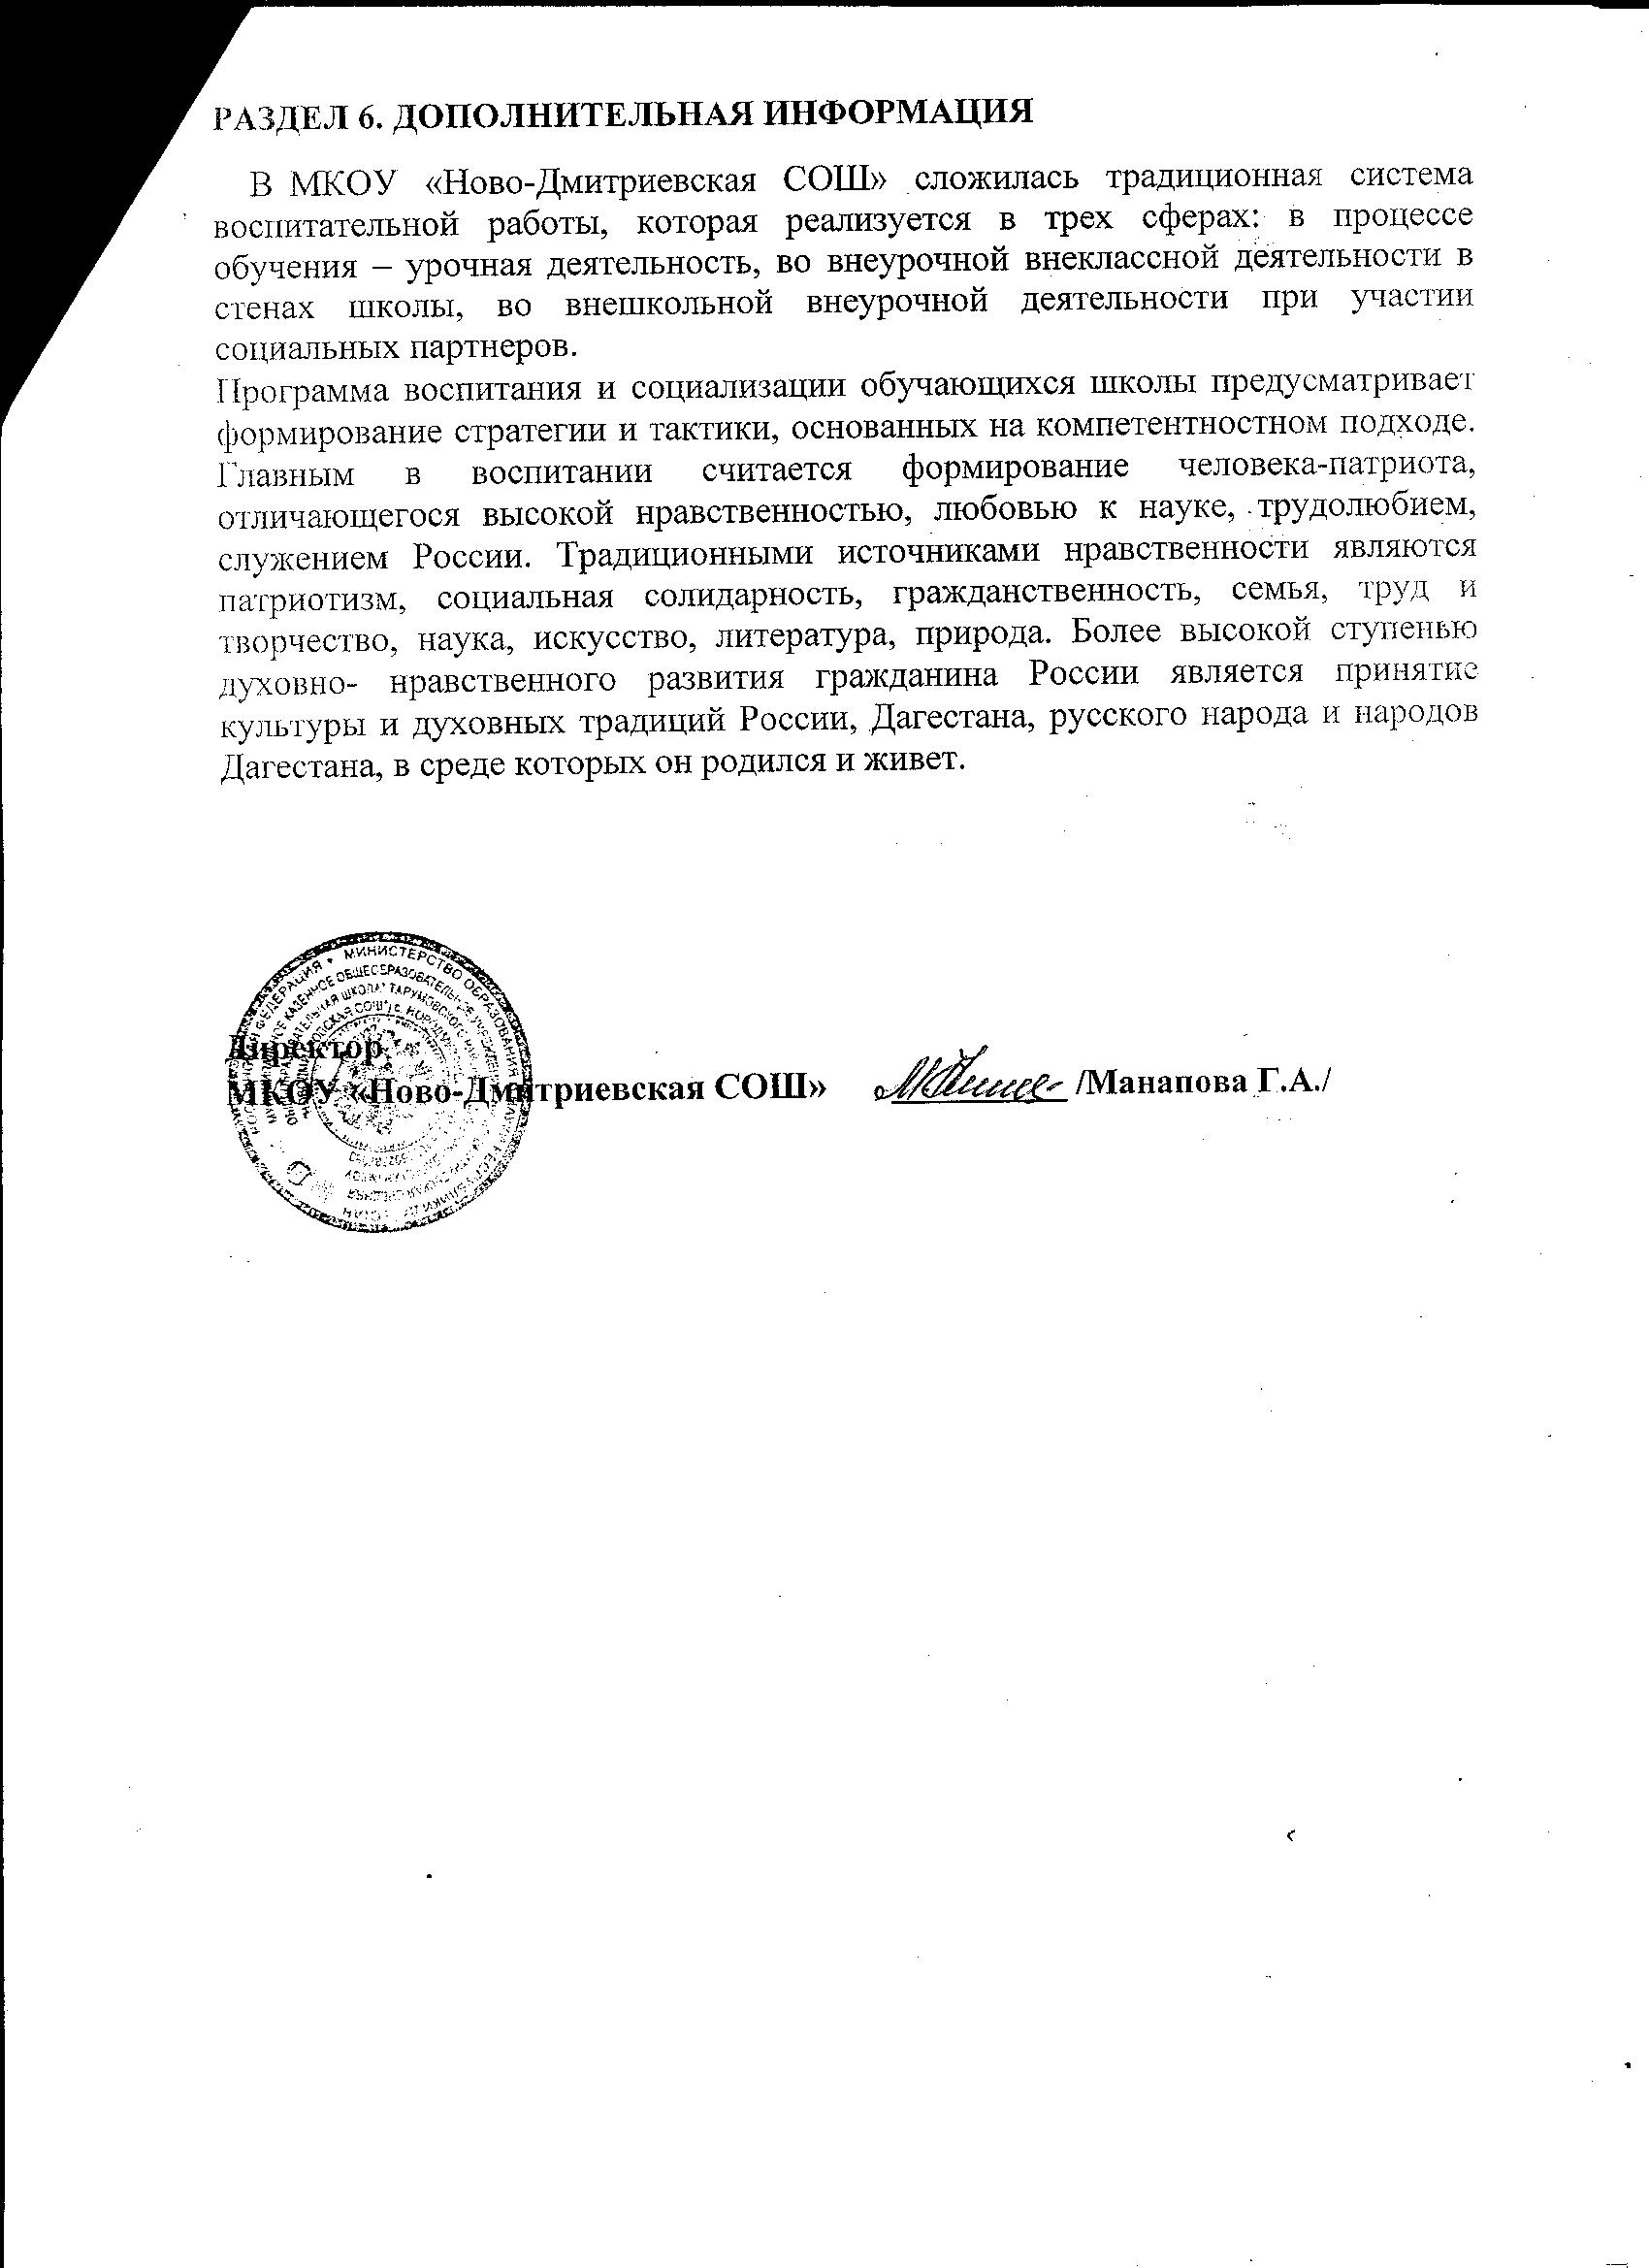 РАЗДЕЛ 6. ДОПОЛНИТЕЛЬНАЯ ИНФОРМАЦИЯ
В МКОУ «Ново-Дмитриевская СОШ» сложилась традиционная система
воспитательной работы, которая реализуется в трех сферах: в процессе
обучения – урочная деятельность, во внеурочной внеклассной деятельности в
стенах школы, во внешкольной внеурочной деятельности при участии
социальных партнеров.
Программа воспитания и социализации обучающихся школы предусматривает
формирование стратегии и тактики, основанных на компетентностном подходе.
Главным в воспитании считается формирование человека-патриота,
отличающегося высокой нравственностью, любовью к науке, трудолюбием,
служением России. Традиционными источниками нравственности являются
патриотизм, социальная солидарность, гражданственность, семья, труд и
творчество, наука, искусство, литература, природа. Более высокой ступенью
духовно- нравственного развития гражданина России является принятие
культуры и духовных традиций России, Дагестана, русского народа и народов
Дагестана, в среде которых он родился и живет.
МИНИСТЕРСТВО ОБРАЗОВАНИЯ
Директор
МКОУ «Ново-Дмитриевская СОШ» /Манапова Г.А./